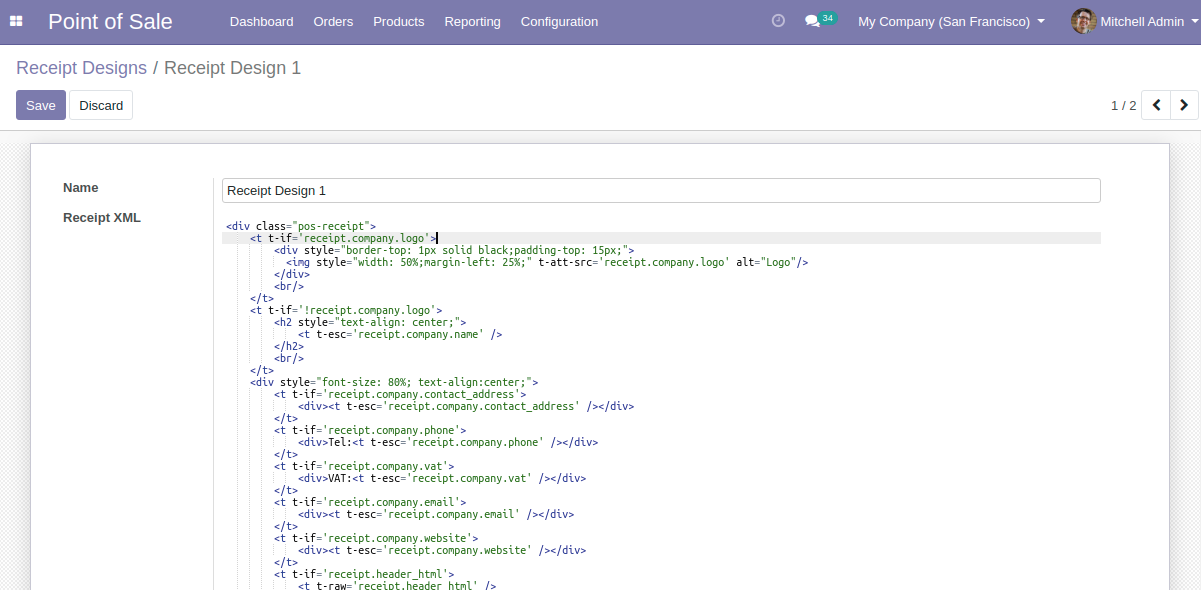 Point of Sale Dashboard Orders Products Reporting Configuration 34 My Company (San Francisco) Mitchell Admin
Receipt Designs / Receipt Design 1
Save Discard 1 / 2
Name Receipt Design 1
Receipt XML
<div class="pos-receipt">
<t t-if='receipt.company.logo'>
<div style="border-top: 1px solid black;padding-top: 15px;">
<img style="width: 50%;margin-left: 25%;" t-att-src='receipt.company.logo' alt="Logo"/>
</div>
<br/>
</t>
<t t-if='!receipt.company.logo'>
<h2 style="text-align: center;">
<t t-esc='receipt.company.name' />
</h2>
<br/>
</t>
<div style="font-size: 80%; text-align:center;">
<t t-if='receipt.company.contact_address'>
<div><t t-esc='receipt.company.contact_address' /></div>
</t>
<t t-if='receipt.company.phone'>
<div>Tel:<t t-esc='receipt.company.phone' /></div>
</t>
<t t-if='receipt.company.vat'>
<div>VAT:<t t-esc='receipt.company.vat' /></div>
</t>
<t t-if='receipt.company.email'>
<div><t t-esc='receipt.company.email' /></div>
</t>
<t t-if='receipt.company.website'>
<div><t t-esc='receipt.company.website' /></div>
</t>
<t t-if='receipt.header_html'>
<t t-raw='receipt.header_html' />